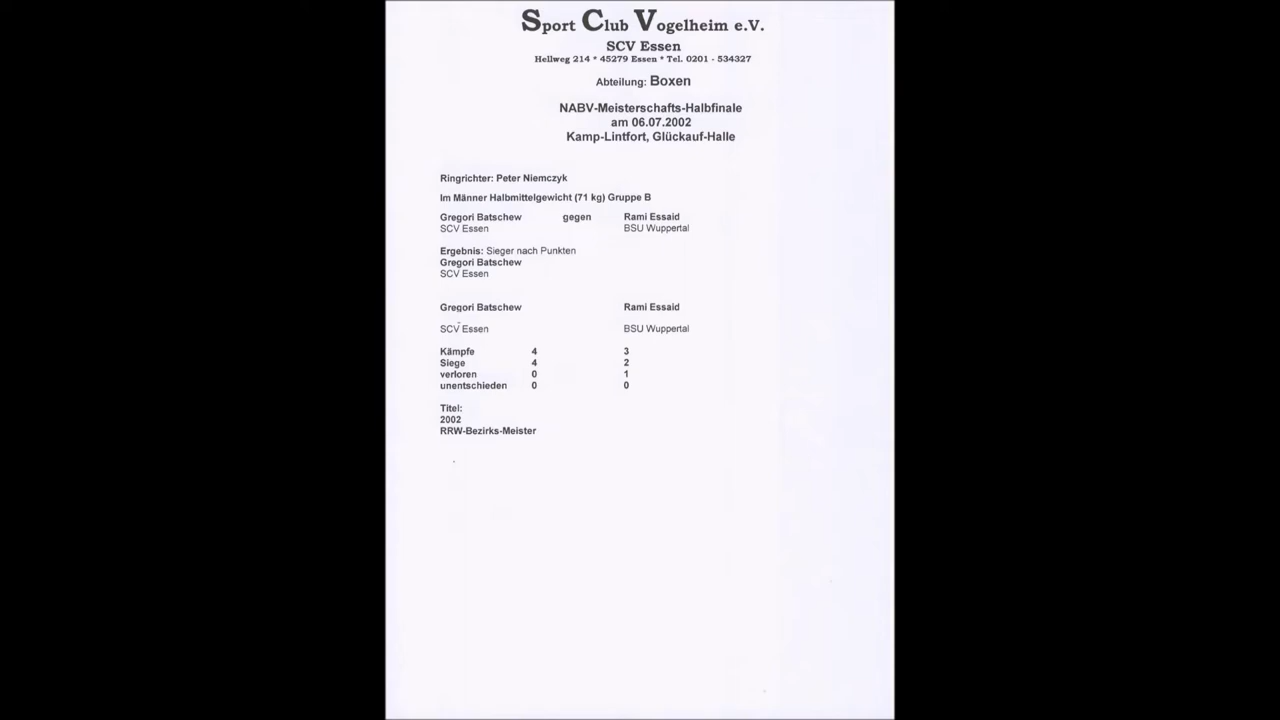 Sport Club Vogelheim e.V.
SCV Essen
Hellweg 214 * 45279 Essen * Tel. 0201 - 534327
Abteilung: Boxen
NABV-Meisterschafts-Halbfinale
am 06.07.2002
Kamp-Lintfort, Glückauf-Halle
Ringrichter: Peter Niemczyk
Im Männer Halbmittelgewicht (71 kg) Gruppe B
Gregori Batschew gegen Rami Essaid
SCV Essen BSU Wuppertal
Ergebnis: Sieger nach Punkten
Gregori Batschew
SCV Essen
Gregori Batschew Rami Essaid
SCV Essen BSU Wuppertal
Kämpfe 4 3
Siege 4 2
verloren 0 1
unentschieden 0 0
Titel:
2002
RRW-Bezirks-Meister